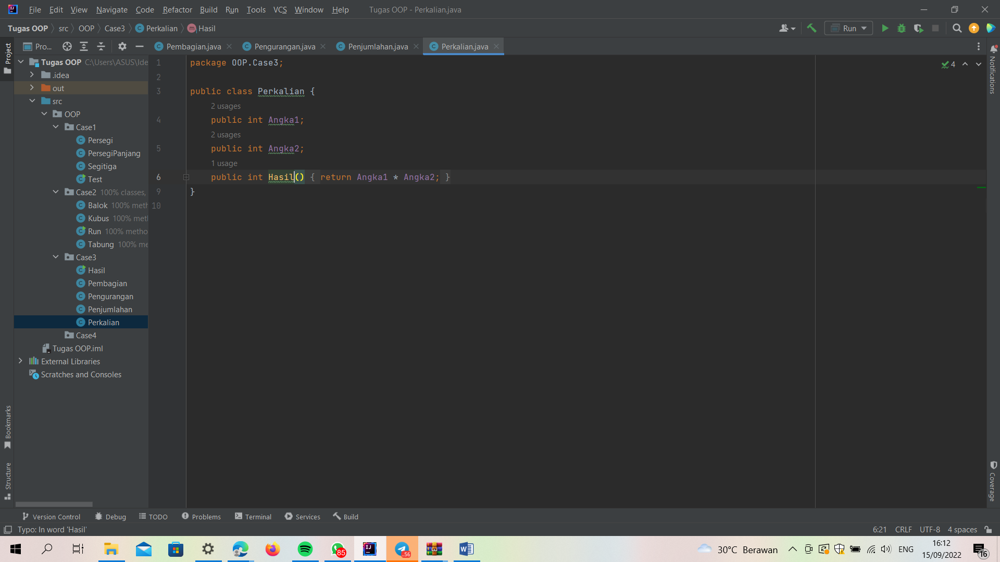 File Edit View Navigate Code Refactor Build Run Tools VCS Window Help Tugas OOP - Perkalian.java
Tugas OOP src OOP Case3 Perkalian Hasil
Run
Pro...
Pembagian.java Pengurangan.java Penjumlahan.java Perkalian.java
Project
Tugas OOP C:\Users\ASUS\Ide
.idea
out
src
OOP
Case1
Persegi
PersegiPanjang
Segitiga
Test
Case2 100% classes,
Balok 100% meth
Kubus 100% met
Run 100% metho
Tabung 100% me
Case3
Hasil
Pembagian
Pengurangan
Penjumlahan
Perkalian
Case4
Tugas OOP.iml
External Libraries
Scratches and Consoles
1 package OOP.Case3;
2
3 public class Perkalian {
2 usages
4 public int Angka1;
2 usages
5 public int Angka2;
1 usage
6 public int Hasil() { return Angka1 * Angka2; }
9 }
10
4
Notifications
Coverage
Bookmarks
Structure
Version Control Debug TODO Problems Terminal Services Build
Typo: In word 'Hasil' 6:21 CRLF UTF-8 4 spaces
85 ..56 30°C Berawan ENG 16:12
15/09/2022 16